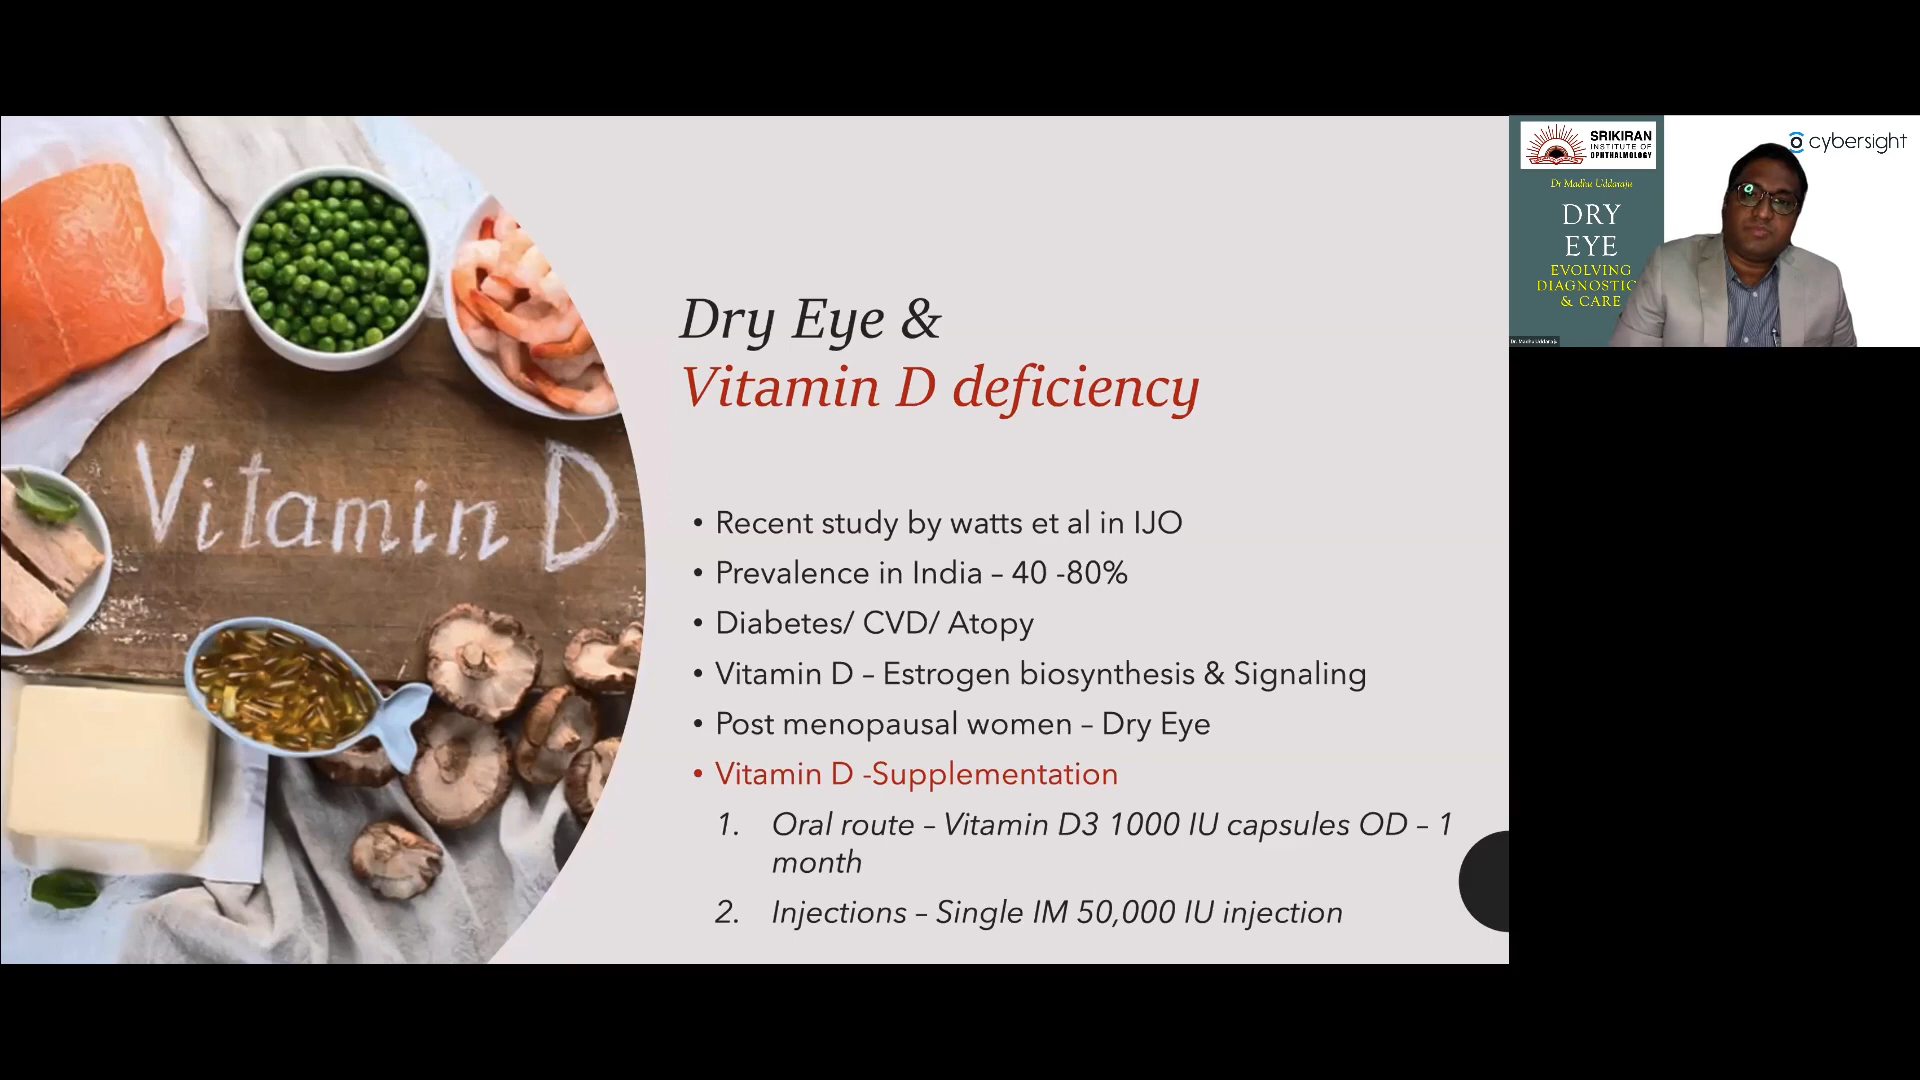 Vitamin D
Dry Eye &
Vitamin D deficiency
• Recent study by watts et al in IJO
• Prevalence in India – 40 -80%
• Diabetes/ CVD/ Atopy
• Vitamin D – Estrogen biosynthesis & Signaling
• Post menopausal women – Dry Eye
• Vitamin D -Supplementation
1. Oral route – Vitamin D3 1000 IU capsules OD – 1
month
2. Injections – Single IM 50,000 IU injection
SRIKIRAN
INSTITUTE OF
OPHTHALMOLOGY
Dr Madhu Uddaraju
DRY
EYE
EVOLVING
DIAGNOSTIC
& CARE
Dr. Madhu Uddaraju
cybersight